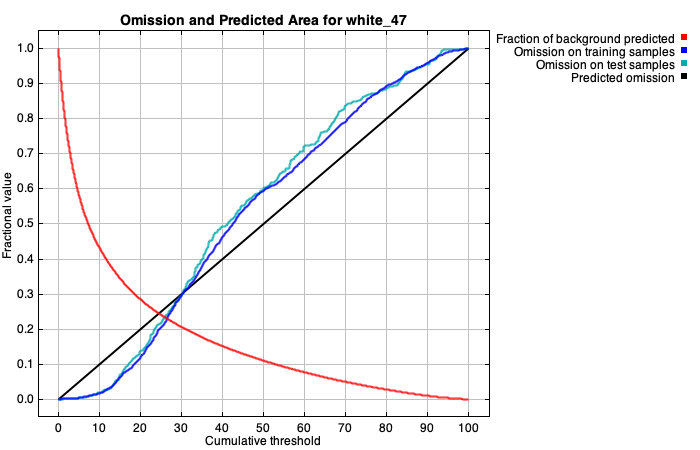 Omission and Predicted Area for white_47
Fraction of background predicted
Omission on training samples
Omission on test samples
Predicted omission
Fractional value
1.0
0.9
0.8
0.7
0.6
0.5
0.4
0.3
0.2
0.1
0.0
0 10 20 30 40 50 60 70 80 90 100
Cumulative threshold